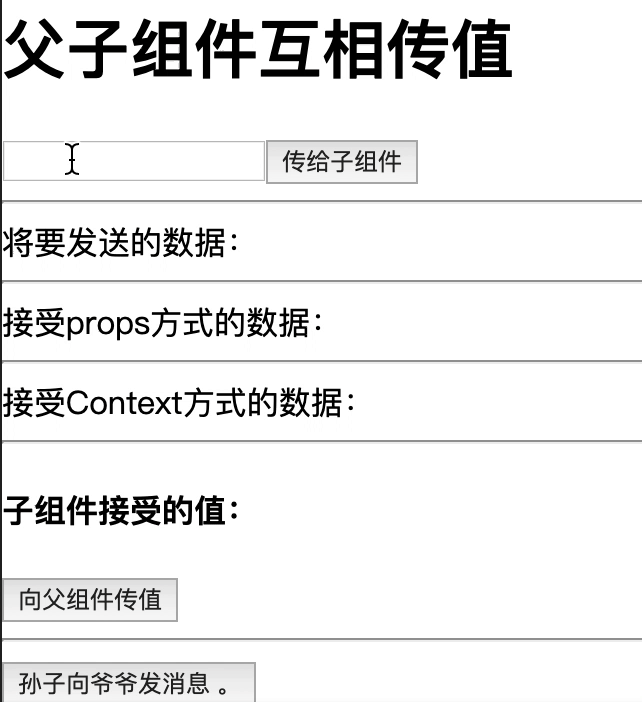 父子组件互相传值
传给子组件
将要发送的数据：
接受props方式的数据：
接受Context方式的数据：
子组件接受的值：
向父组件传值
孙子向爷爷发消息 。